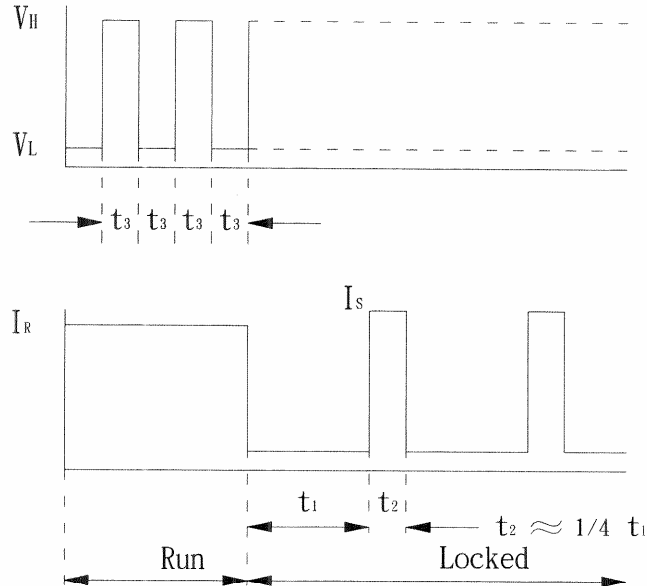 VH
VL
t3 t3 t3 t3
IS
IR
t1 t2
t2 ≈ 1/4 t1
Run Locked